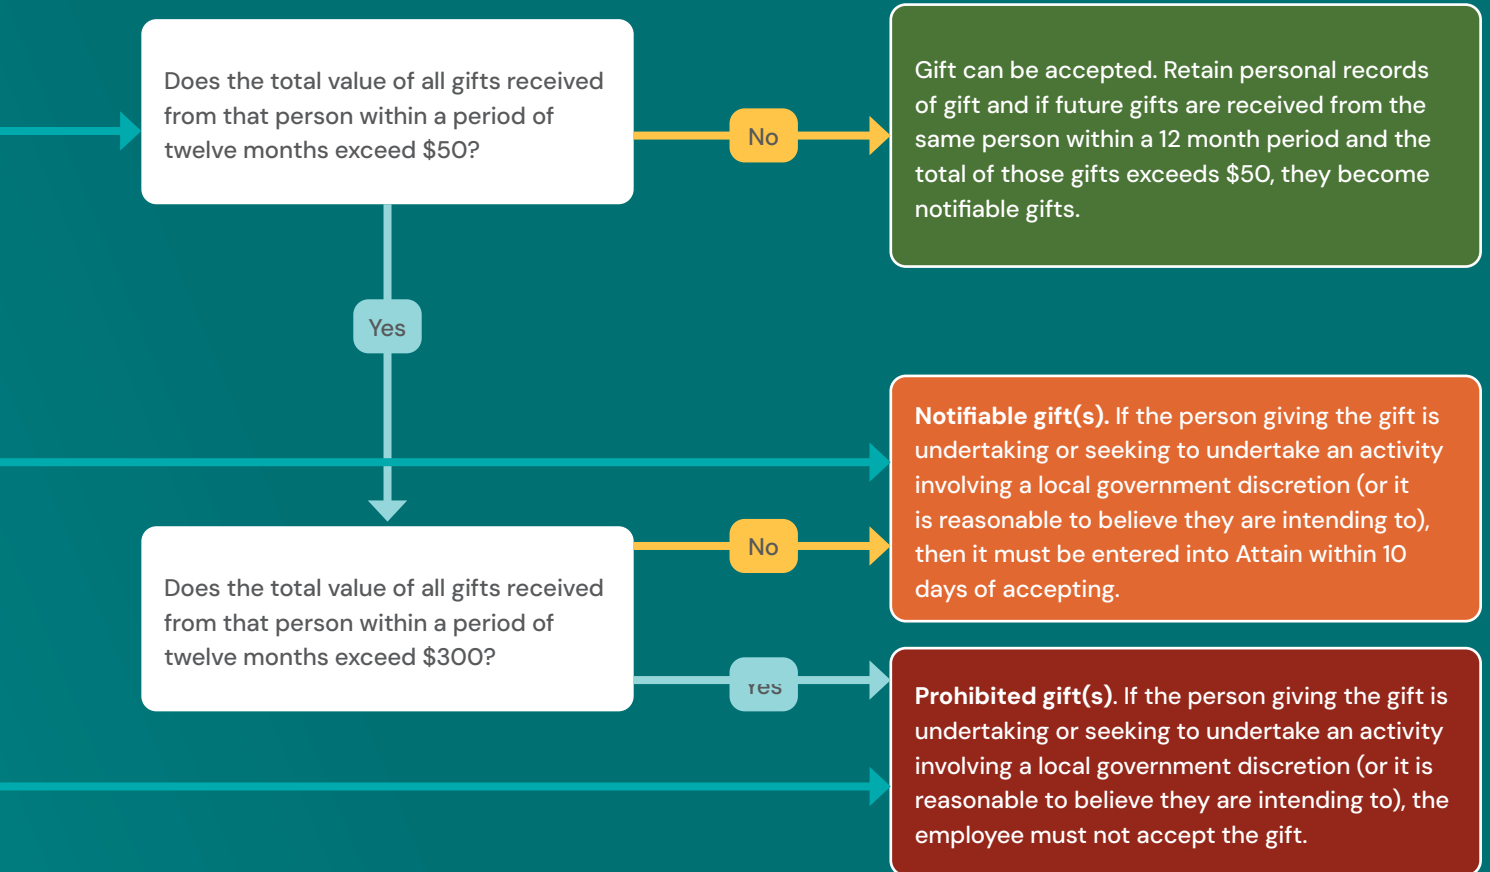 Does the total value of all gifts received
from that person within a period of
twelve months exceed $50?
No
Gift can be accepted. Retain personal records
of gift and if future gifts are received from the
same person within a 12 month period and the
total of those gifts exceeds $50, they become
notifiable gifts.
Yes
Notifiable gift(s). If the person giving the gift is
undertaking or seeking to undertake an activity
involving a local government discretion (or it
is reasonable to believe they are intending to),
then it must be entered into Attain within 10
days of accepting.
No
Does the total value of all gifts received
from that person within a period of
twelve months exceed $300?
Yes
Prohibited gift(s). If the person giving the gift is
undertaking or seeking to undertake an activity
involving a local government discretion (or it is
reasonable to believe they are intending to), the
employee must not accept the gift.